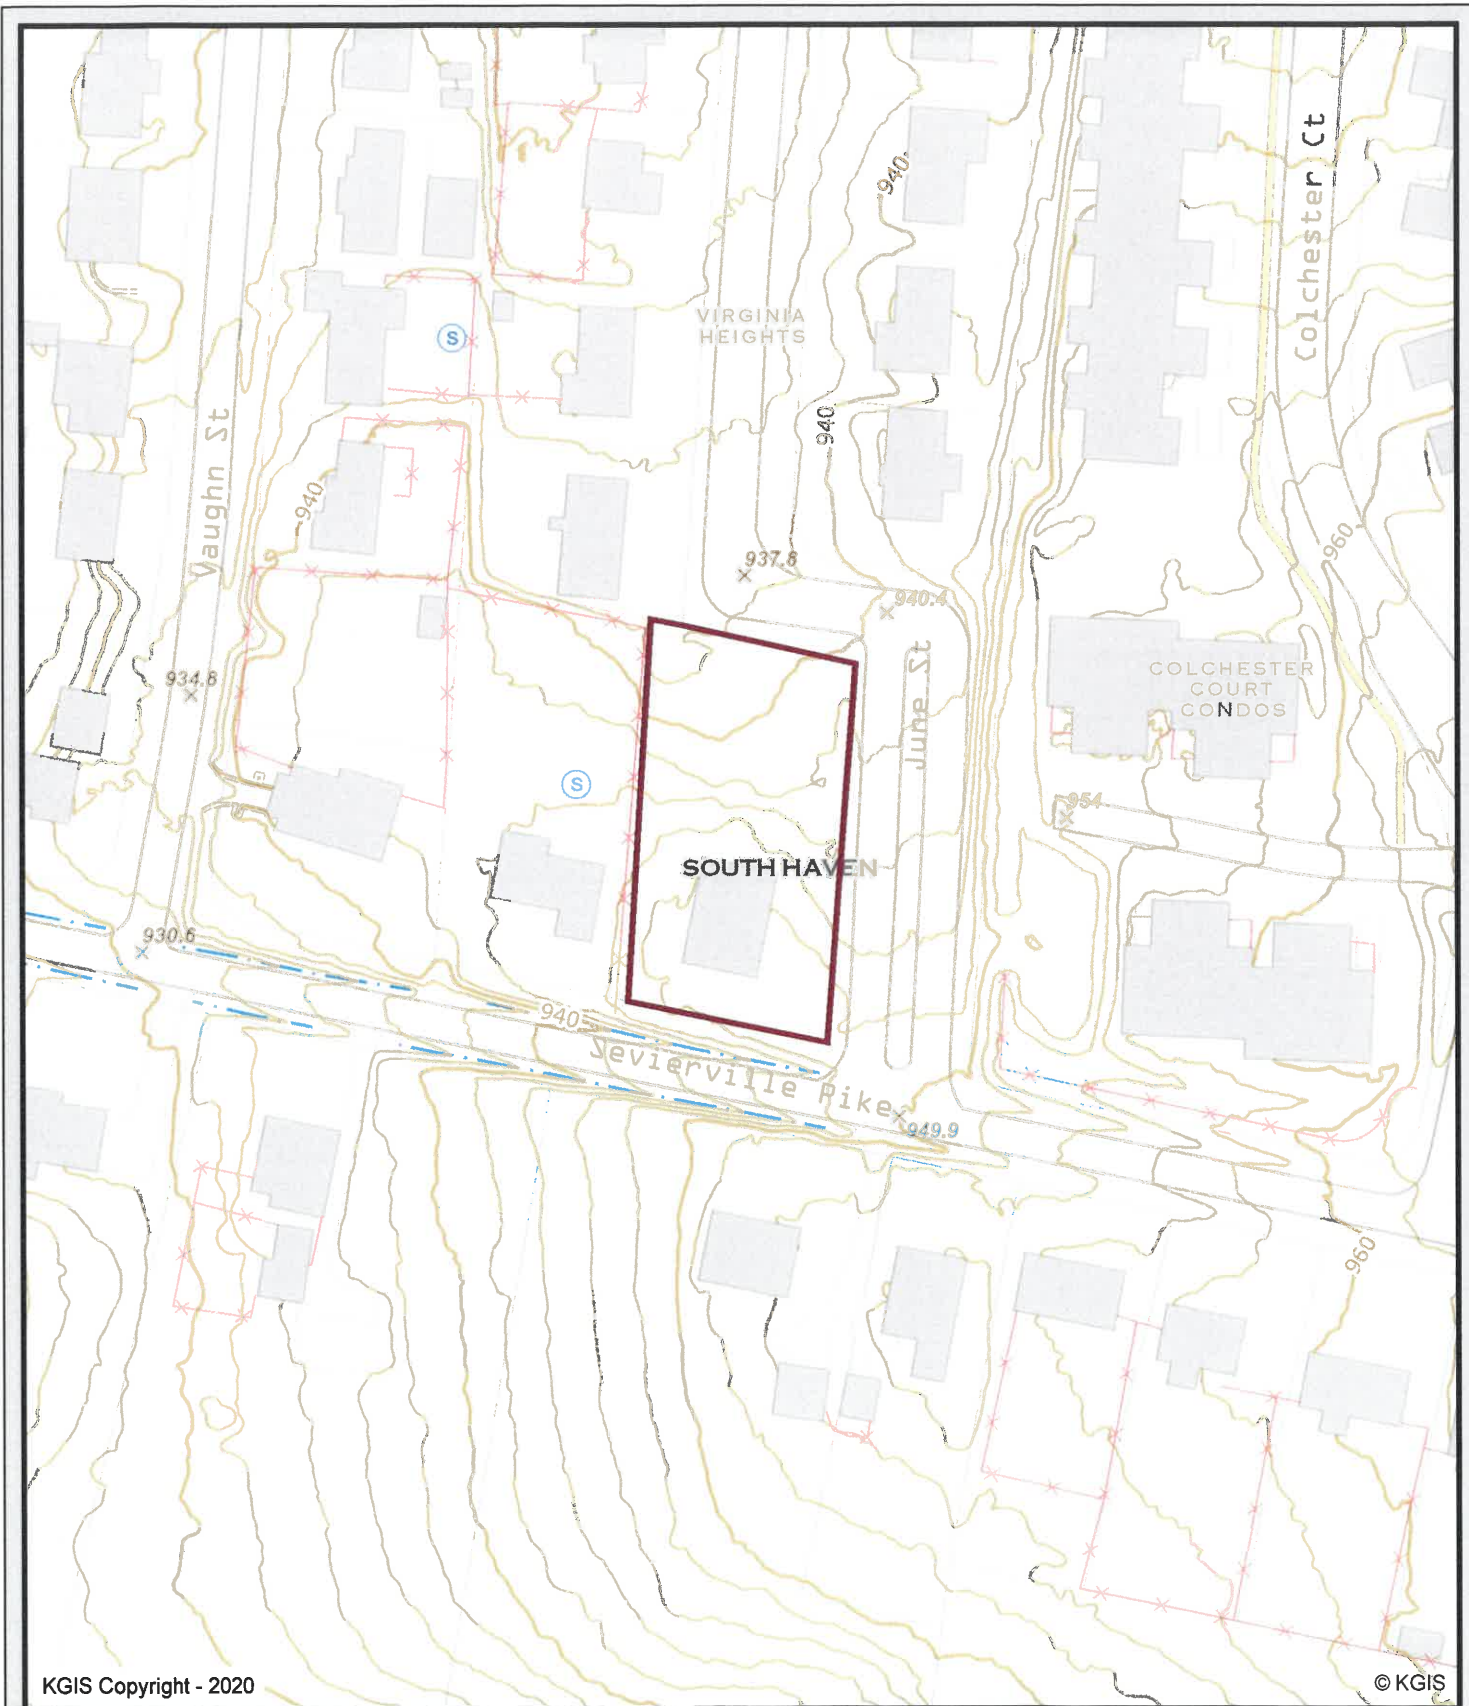 Colchester Ct
940
VIRGINIA
HEIGHTS
S
940
Vaughn St
940
960
937.8
940.4
June St
COLCHESTER
COURT
CONDOS
934.8
S
954
SOUTH HAVEN
930.6
940
Sevierville Pike
949.9
960
KGIS Copyright - 2020
© KGIS